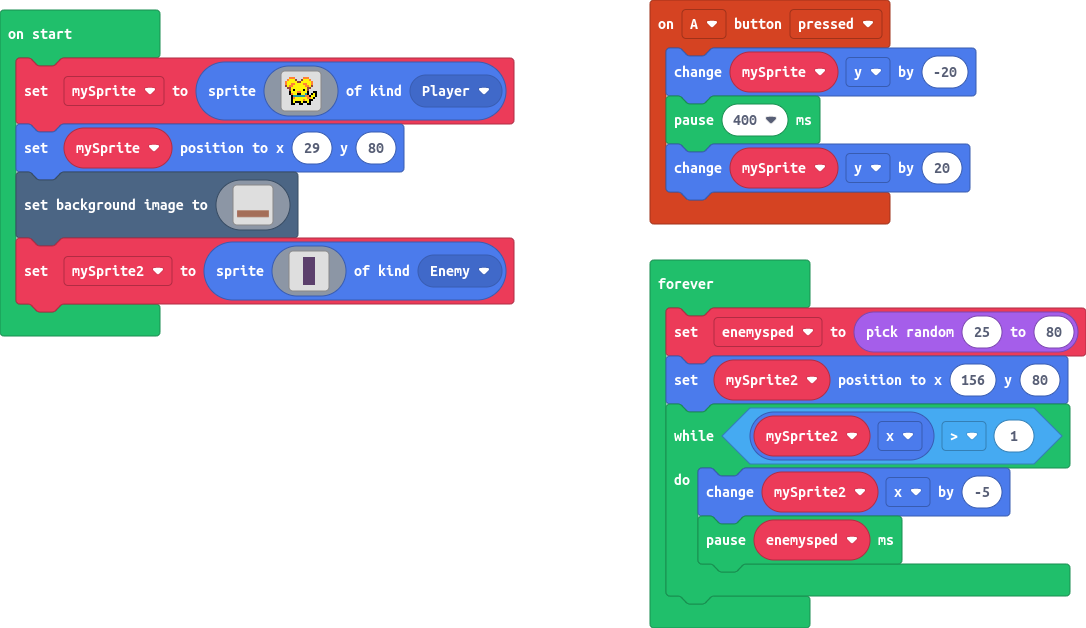 on start
set mySprite to sprite of kind Player
set mySprite position to x 29 y 80
set background image to
set mySprite2 to sprite of kind Enemy
on A button pressed
change mySprite y by -20
pause 400 ms
change mySprite y by 20
forever
set enemysped to pick random 25 to 80
set mySprite2 position to x 156 y 80
while mySprite2 x > 1
do
change mySprite2 x by -5
pause enemysped ms